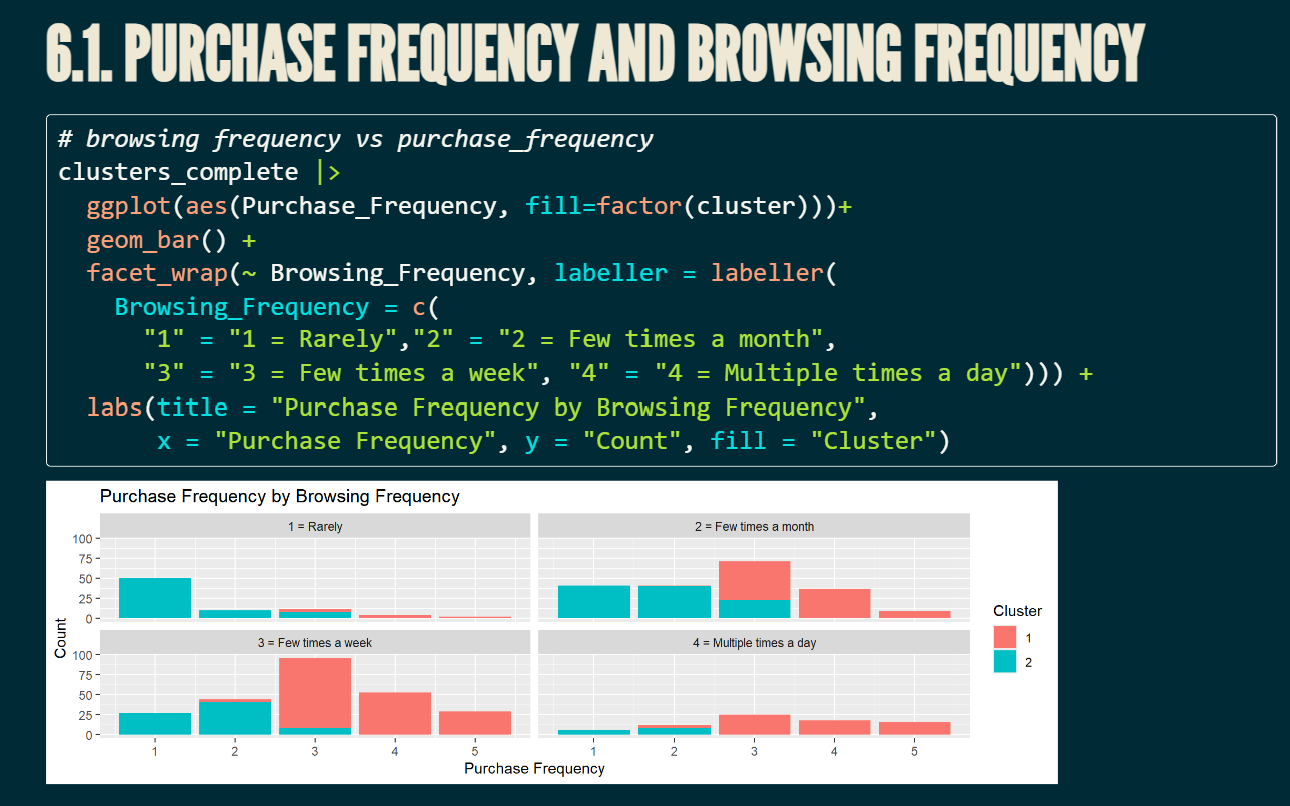 6.1. PURCHASE FREQUENCY AND BROWSING FREQUENCY
# browsing frequency vs purchase_frequency
clusters_complete |>
  ggplot(aes(Purchase_Frequency, fill=factor(cluster)))+
  geom_bar() +
  facet_wrap(~ Browsing_Frequency, labeller = labeller(
    Browsing_Frequency = c(
      "1" = "1 = Rarely","2" = "2 = Few times a month",
      "3" = "3 = Few times a week", "4" = "4 = Multiple times a day"))) +
  labs(title = "Purchase Frequency by Browsing Frequency",
       x = "Purchase Frequency", y = "Count", fill = "Cluster")
Purchase Frequency by Browsing Frequency
1 = Rarely
2 = Few times a month
100
75
50
25
0
3 = Few times a week
4 = Multiple times a day
100
75
50
25
0
Count
1 2 3 4 5
1 2 3 4 5
Purchase Frequency
Cluster
1
2